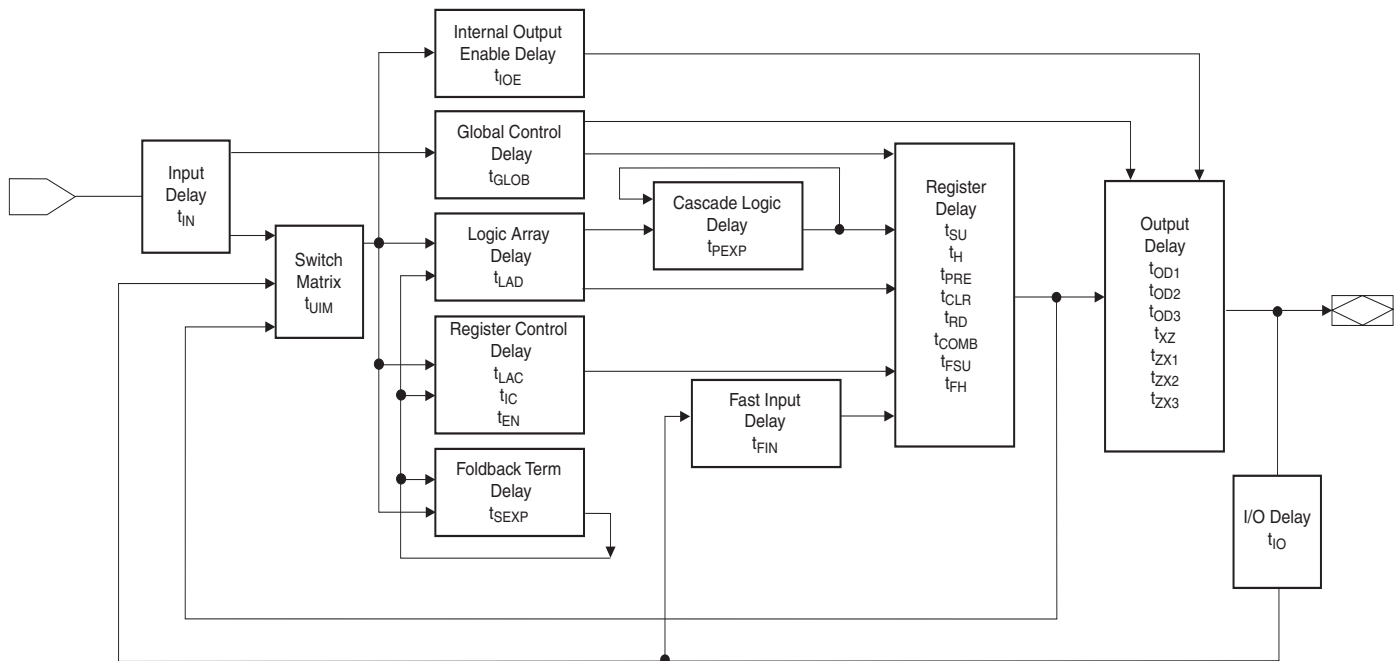 Input
Delay
tIN
Switch
Matrix
tUIM
Internal Output
Enable Delay
tIOE
Global Control
Delay
tGLOB
Logic Array
Delay
tLAD
Register Control
Delay
tLAC
tIC
tEN
Foldback Term
Delay
tSEXP
Cascade Logic
Delay
tPEXP
Fast Input
Delay
tFIN
Register
Delay
tSU
tH
tPRE
tCLR
tRD
tCOMB
tFSU
tFH
Output
Delay
tOD1
tOD2
tOD3
tXZ
tZX1
tZX2
tZX3
I/O Delay
tIO